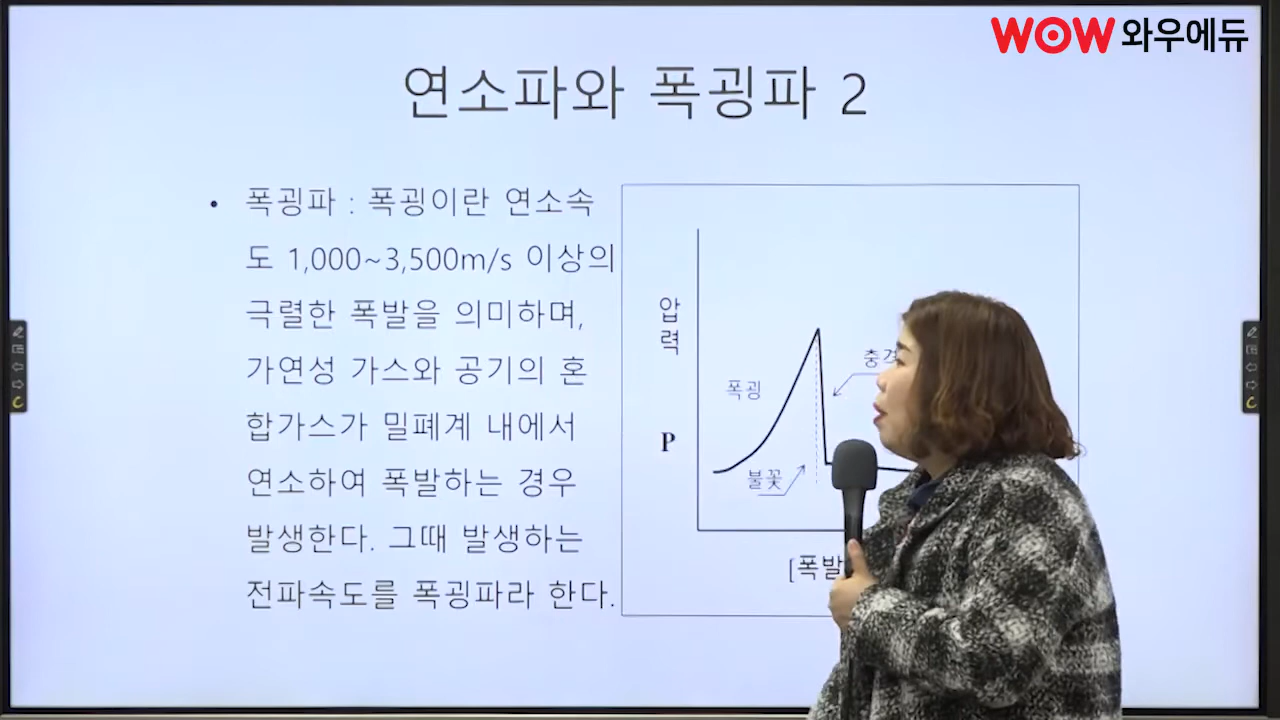 WOW 와우에듀
연소파와 폭굉파 2
• 폭굉파 : 폭굉이란 연소속
도 1,000~3,500m/s 이상의
극렬한 폭발을 의미하며,
가연성 가스와 공기의 혼
합가스가 밀폐계 내에서
연소하여 폭발하는 경우
발생한다. 그때 발생하는
전파속도를 폭굉파라 한다.
압력
P
폭굉
충격
불꽃
[폭발